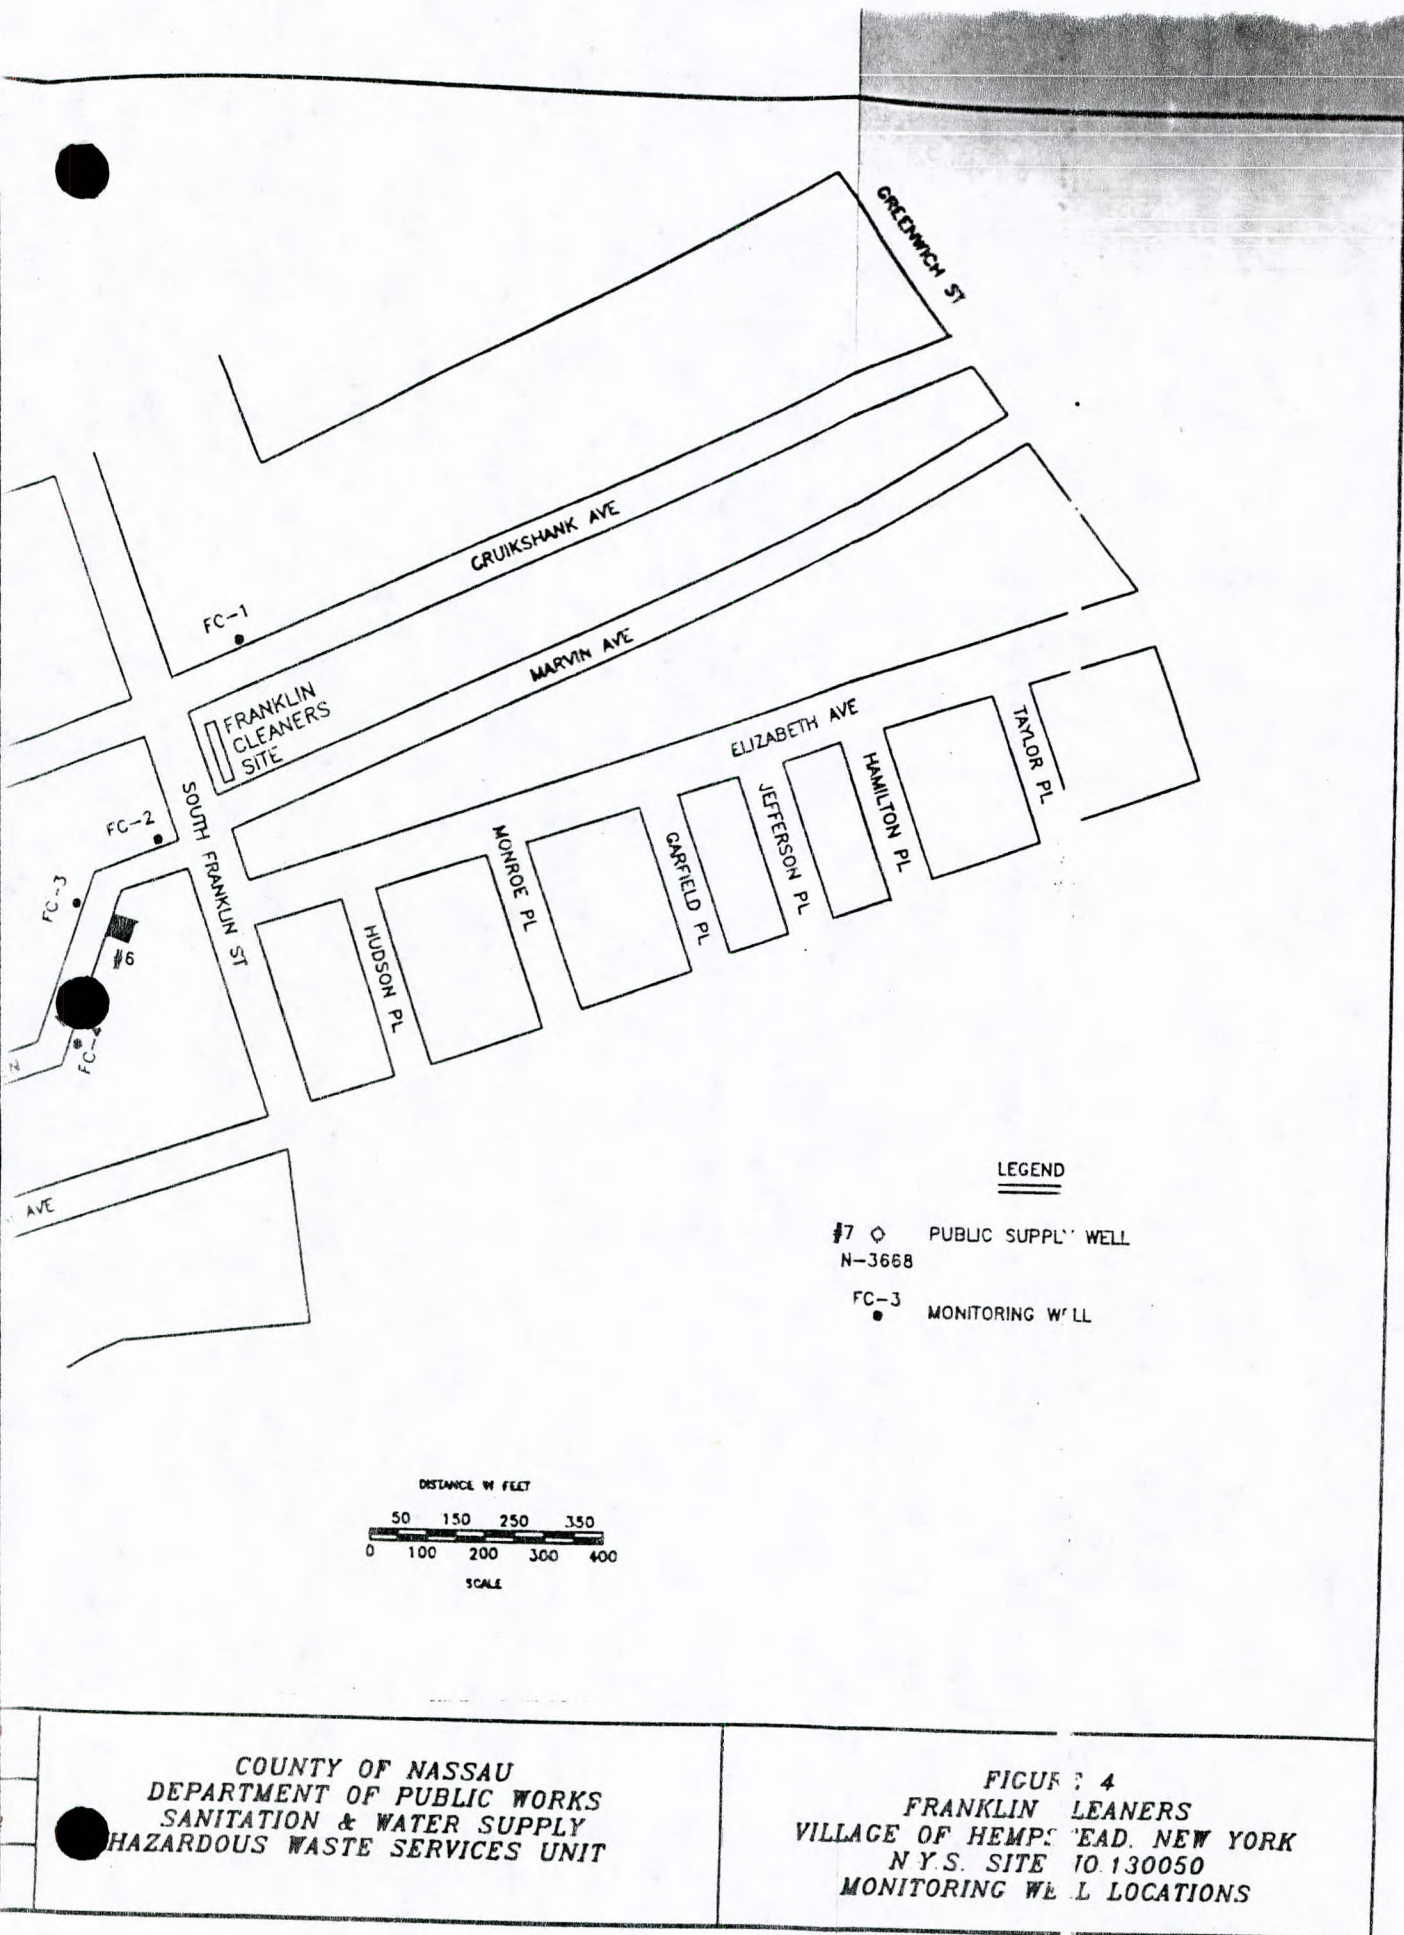 GREENWICH ST
CRUIKSHANK AVE
FC-1
MARVIN AVE
FRANKLIN
CLEANERS
SITE
ELIZABETH AVE
TAYLOR PL
HAMILTON PL
JEFFERSON PL
SOUTH FRANKLIN ST
FC-2
MONROE PL
GARFIELD PL
FC-3
#6
HUDSON PL
FC-
N
AVE
LEGEND
#7 PUBLIC SUPPL WELL
N-3668
FC-3
MONITORING W LL
DISTANCE IN FEET
50 150 250 350
0 100 200 300 400
SCALE
COUNTY OF NASSAU
DEPARTMENT OF PUBLIC WORKS
SANITATION & WATER SUPPLY
HAZARDOUS WASTE SERVICES UNIT
FIGUR 4
FRANKLIN LEANERS
VILLAGE OF HEMPS EAD. NEW YORK
N.Y.S. SITE 10.130050
MONITORING WE L LOCATIONS